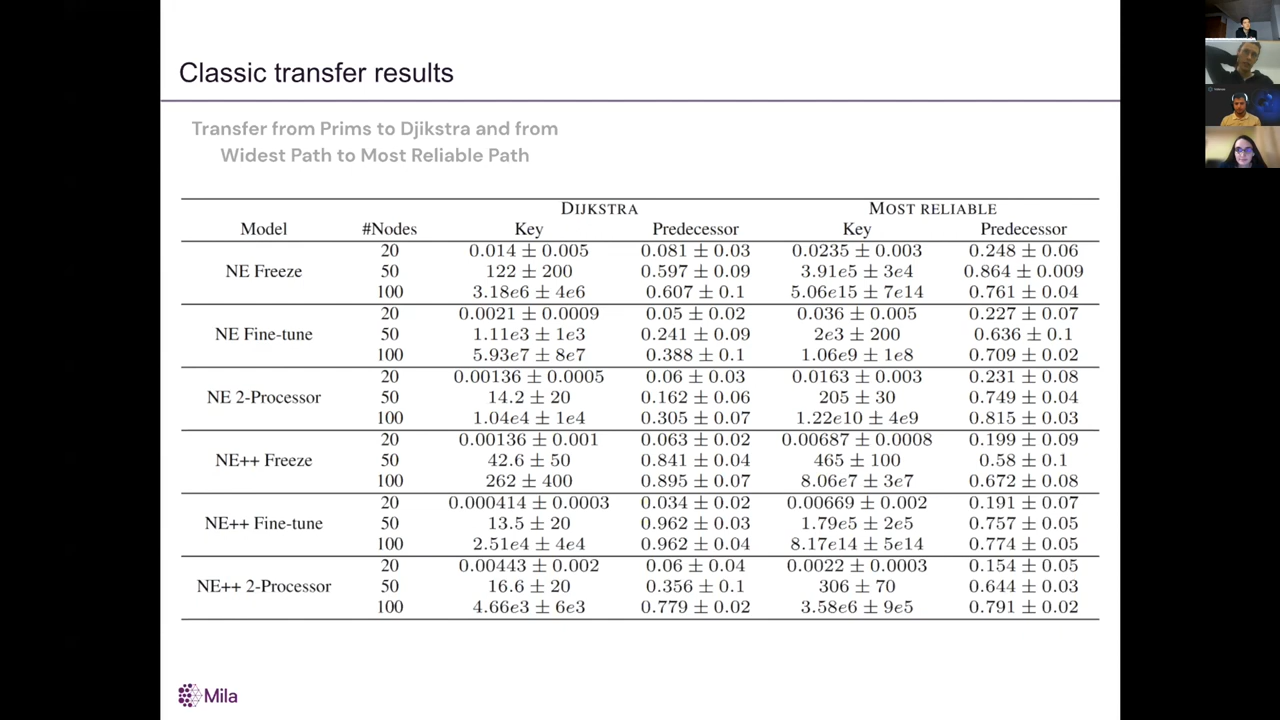 Classic transfer results
Transfer from Prims to Djikstra and from
Widest Path to Most Reliable Path
DIJKSTRA MOST RELIABLE
Model #Nodes Key Predecessor Key Predecessor
20 0.014 ± 0.005 0.081 ± 0.03 0.0235 ± 0.003 0.248 ± 0.06
NE Freeze 50 122 ± 200 0.597 ± 0.09 3.91e5 ± 3e4 0.864 ± 0.009
100 3.18e6 ± 4e6 0.607 ± 0.1 5.06e15 ± 7e14 0.761 ± 0.04
20 0.0021 ± 0.0009 0.05 ± 0.02 0.036 ± 0.005 0.227 ± 0.07
NE Fine-tune 50 1.11e3 ± 1e3 0.241 ± 0.09 2e3 ± 200 0.636 ± 0.1
100 5.93e7 ± 8e7 0.388 ± 0.1 1.06e9 ± 1e8 0.709 ± 0.02
20 0.00136 ± 0.0005 0.06 ± 0.03 0.0163 ± 0.003 0.231 ± 0.08
NE 2-Processor 50 14.2 ± 20 0.162 ± 0.06 205 ± 30 0.749 ± 0.04
100 1.04e4 ± 1e4 0.305 ± 0.07 1.22e10 ± 4e9 0.815 ± 0.03
20 0.00136 ± 0.001 0.063 ± 0.02 0.00687 ± 0.0008 0.199 ± 0.09
NE++ Freeze 50 42.6 ± 50 0.841 ± 0.04 465 ± 100 0.58 ± 0.1
100 262 ± 400 0.895 ± 0.07 8.06e7 ± 3e7 0.672 ± 0.08
20 0.000414 ± 0.0003 0.034 ± 0.02 0.00669 ± 0.002 0.191 ± 0.07
NE++ Fine-tune 50 13.5 ± 20 0.962 ± 0.03 1.79e5 ± 2e5 0.757 ± 0.05
100 2.51e4 ± 4e4 0.962 ± 0.04 8.17e14 ± 5e14 0.774 ± 0.05
20 0.00443 ± 0.002 0.06 ± 0.04 0.0022 ± 0.0003 0.154 ± 0.05
NE++ 2-Processor 50 16.6 ± 20 0.356 ± 0.1 306 ± 70 0.644 ± 0.03
100 4.66e3 ± 6e3 0.779 ± 0.02 3.58e6 ± 9e5 0.791 ± 0.02
Mila